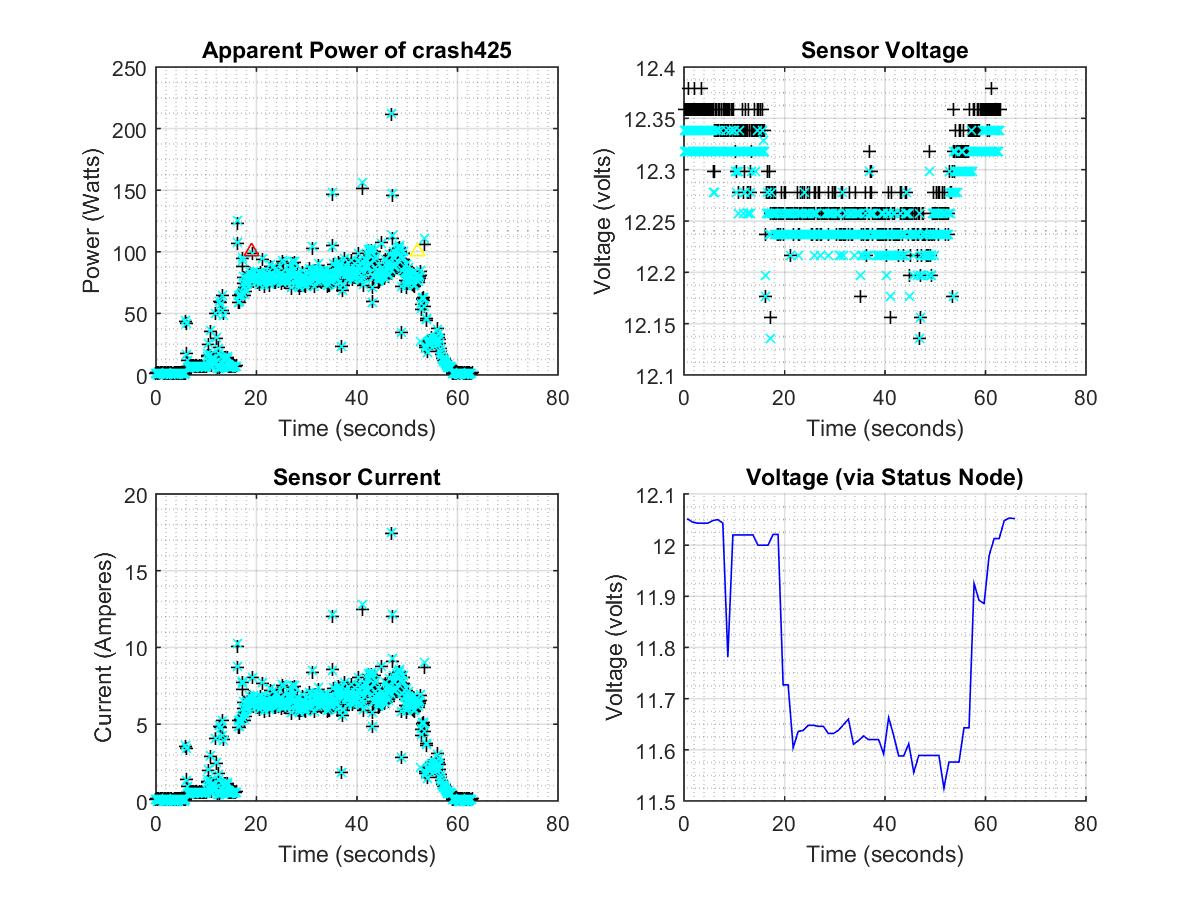 Apparent Power of crash425
250
200
150
100
50
0
Power (Watts)
0 20 40 60 80
Time (seconds)
Sensor Voltage
12.4
12.35
12.3
12.25
12.2
12.15
12.1
Voltage (volts)
0 20 40 60 80
Time (seconds)
Sensor Current
20
15
10
5
0
Current (Amperes)
0 20 40 60 80
Time (seconds)
Voltage (via Status Node)
12.1
12
11.9
11.8
11.7
11.6
11.5
Voltage (volts)
0 20 40 60 80
Time (seconds)